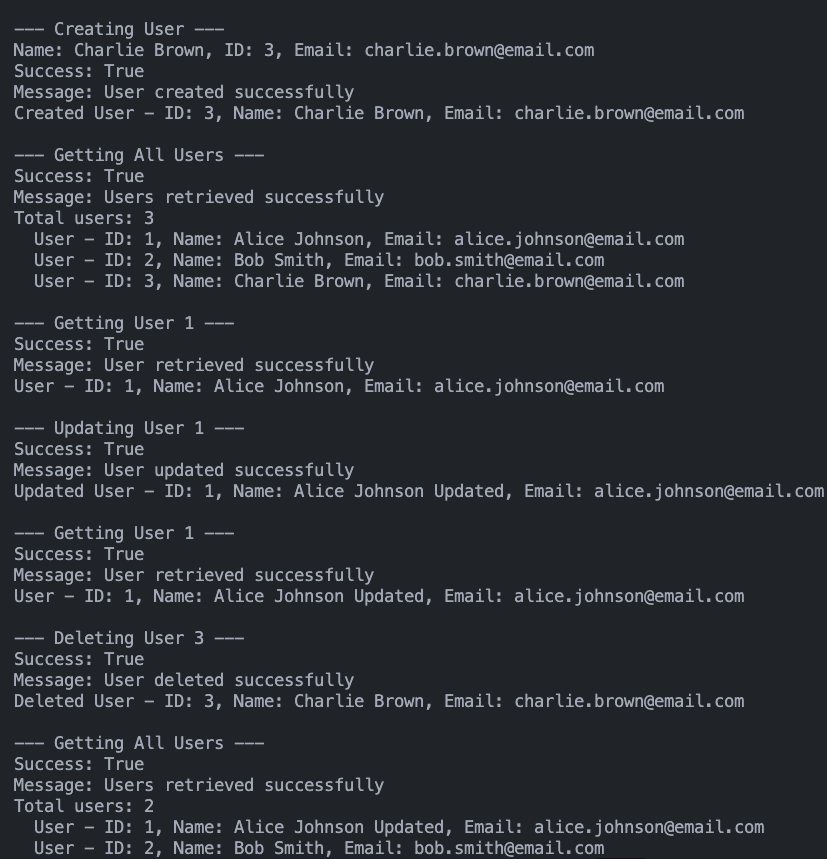 --- Creating User ---
Name: Charlie Brown, ID: 3, Email: charlie.brown@email.com
Success: True
Message: User created successfully
Created User - ID: 3, Name: Charlie Brown, Email: charlie.brown@email.com

--- Getting All Users ---
Success: True
Message: Users retrieved successfully
Total users: 3
  User - ID: 1, Name: Alice Johnson, Email: alice.johnson@email.com
  User - ID: 2, Name: Bob Smith, Email: bob.smith@email.com
  User - ID: 3, Name: Charlie Brown, Email: charlie.brown@email.com

--- Getting User 1 ---
Success: True
Message: User retrieved successfully
User - ID: 1, Name: Alice Johnson, Email: alice.johnson@email.com

--- Updating User 1 ---
Success: True
Message: User updated successfully
Updated User - ID: 1, Name: Alice Johnson Updated, Email: alice.johnson@email.com

--- Getting User 1 ---
Success: True
Message: User retrieved successfully
User - ID: 1, Name: Alice Johnson Updated, Email: alice.johnson@email.com

--- Deleting User 3 ---
Success: True
Message: User deleted successfully
Deleted User - ID: 3, Name: Charlie Brown, Email: charlie.brown@email.com

--- Getting All Users ---
Success: True
Message: Users retrieved successfully
Total users: 2
  User - ID: 1, Name: Alice Johnson Updated, Email: alice.johnson@email.com
  User - ID: 2, Name: Bob Smith, Email: bob.smith@email.com